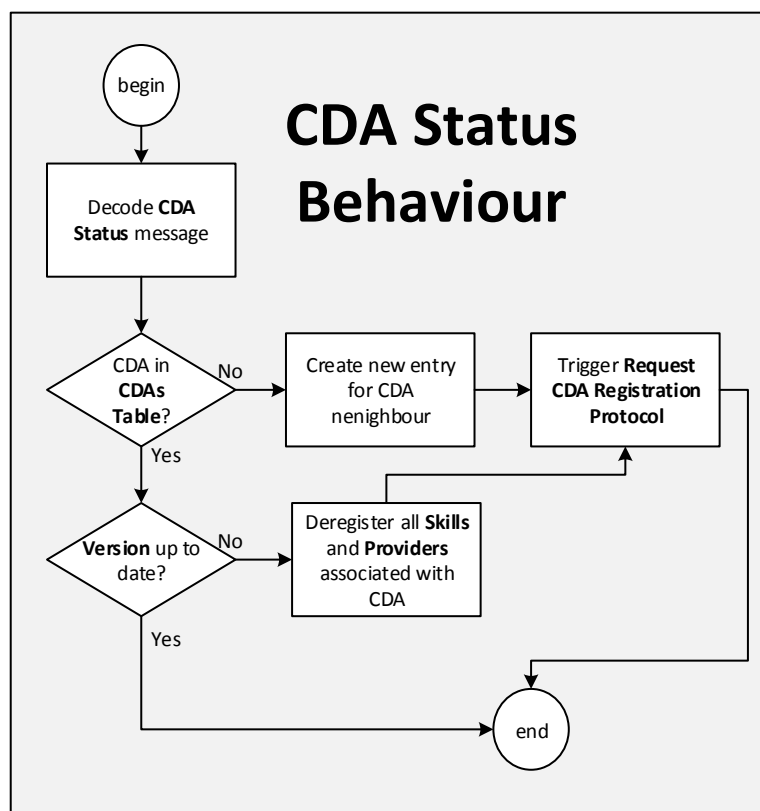 begin
CDA Status
Behaviour
Decode CDA
Status message
CDA in
CDAs
Table?
No
Create new entry
for CDA
nenighbour
Trigger Request
CDA Registration
Protocol
Yes
Version up to
date?
No
Deregister all Skills
and Providers
associated with
CDA
Yes
end